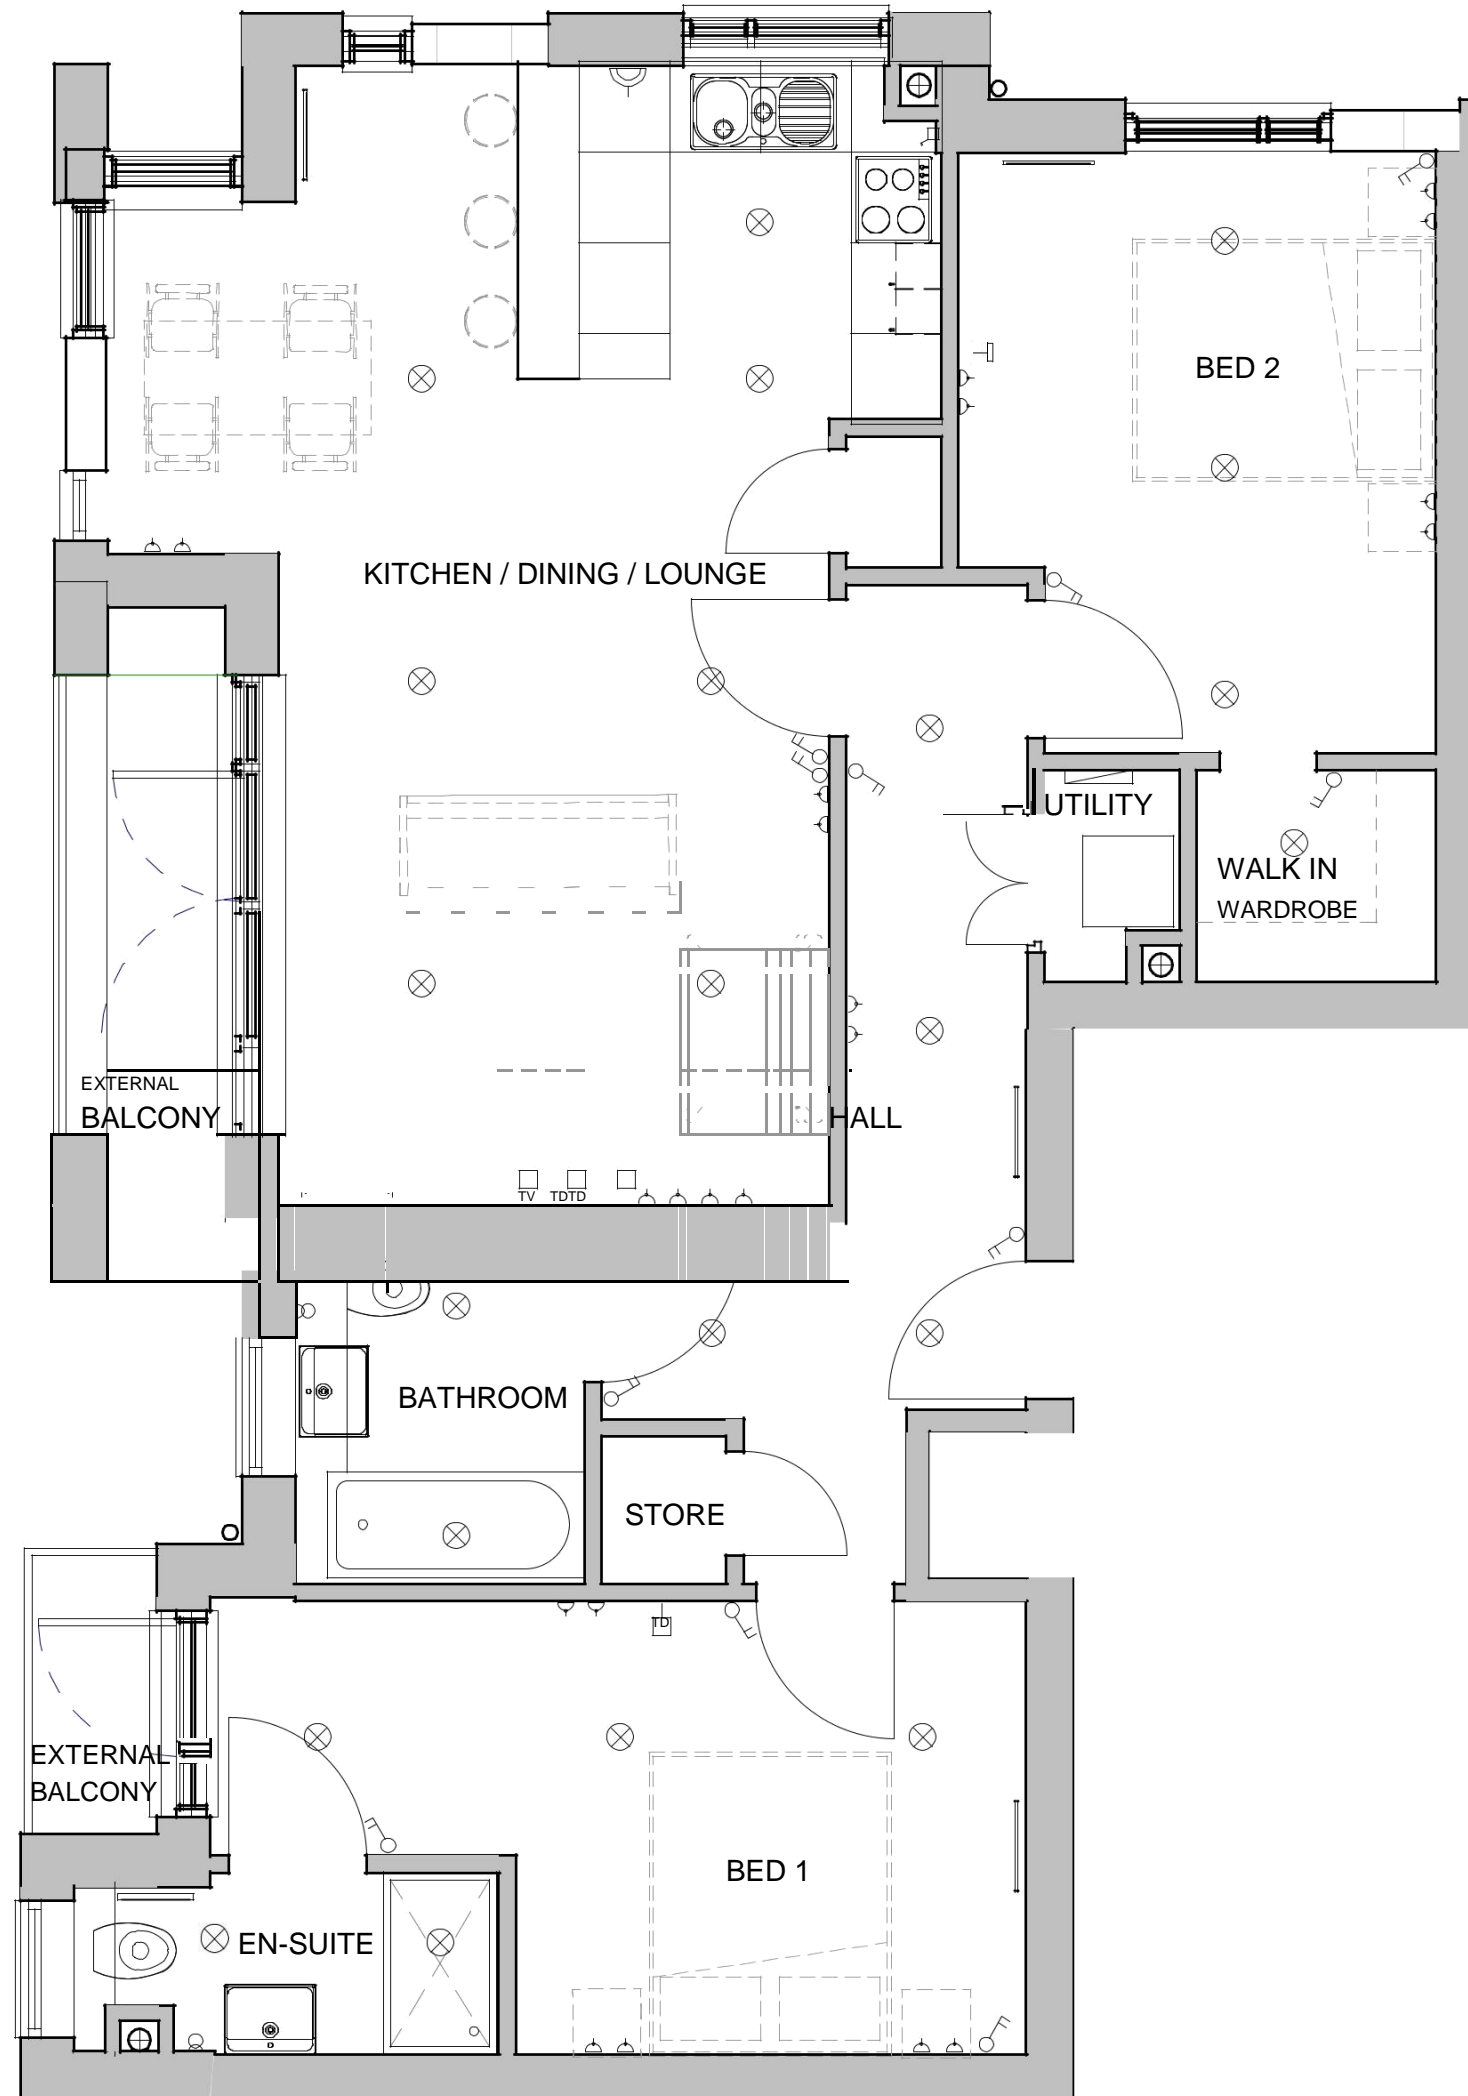 BED 2
KITCHEN / DINING / LOUNGE
UTILITY
WALK IN
WARDROBE
EXTERNAL
BALCONY
HALL
TV TDTD
BATHROOM
STORE
TD
EXTERNAL
BALCONY
BED 1
EN-SUITE